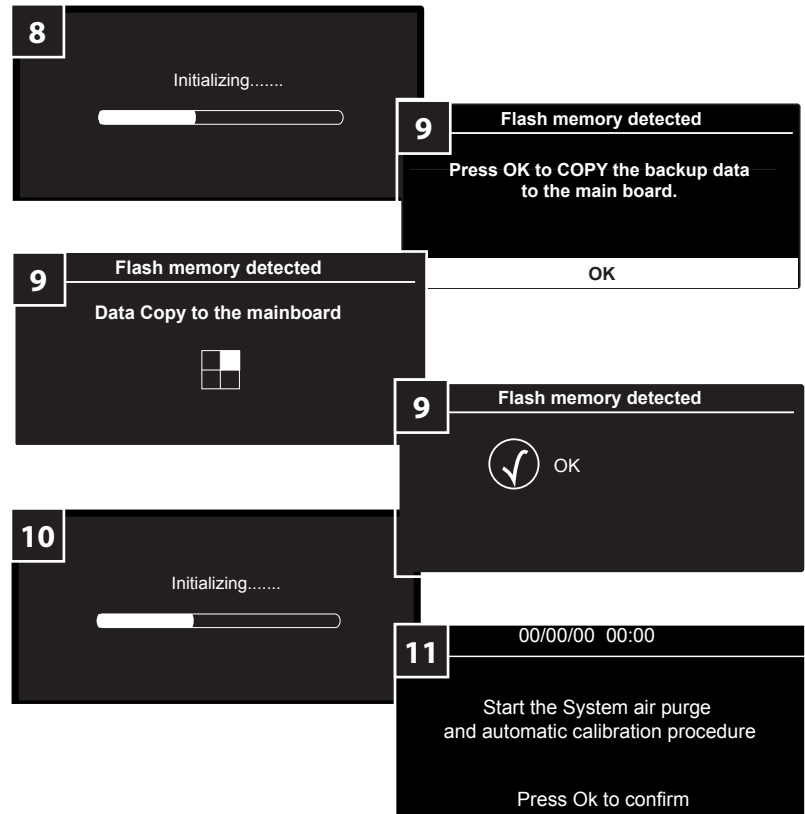 8
Initializing.......
9
Flash memory detected
Press OK to COPY the backup data
to the main board.
OK
9
Flash memory detected
Data Copy to the mainboard
9
Flash memory detected
√ OK
10
Initializing.......
11
00/00/00 00:00
Start the System air purge
and automatic calibration procedure
Press Ok to confirm